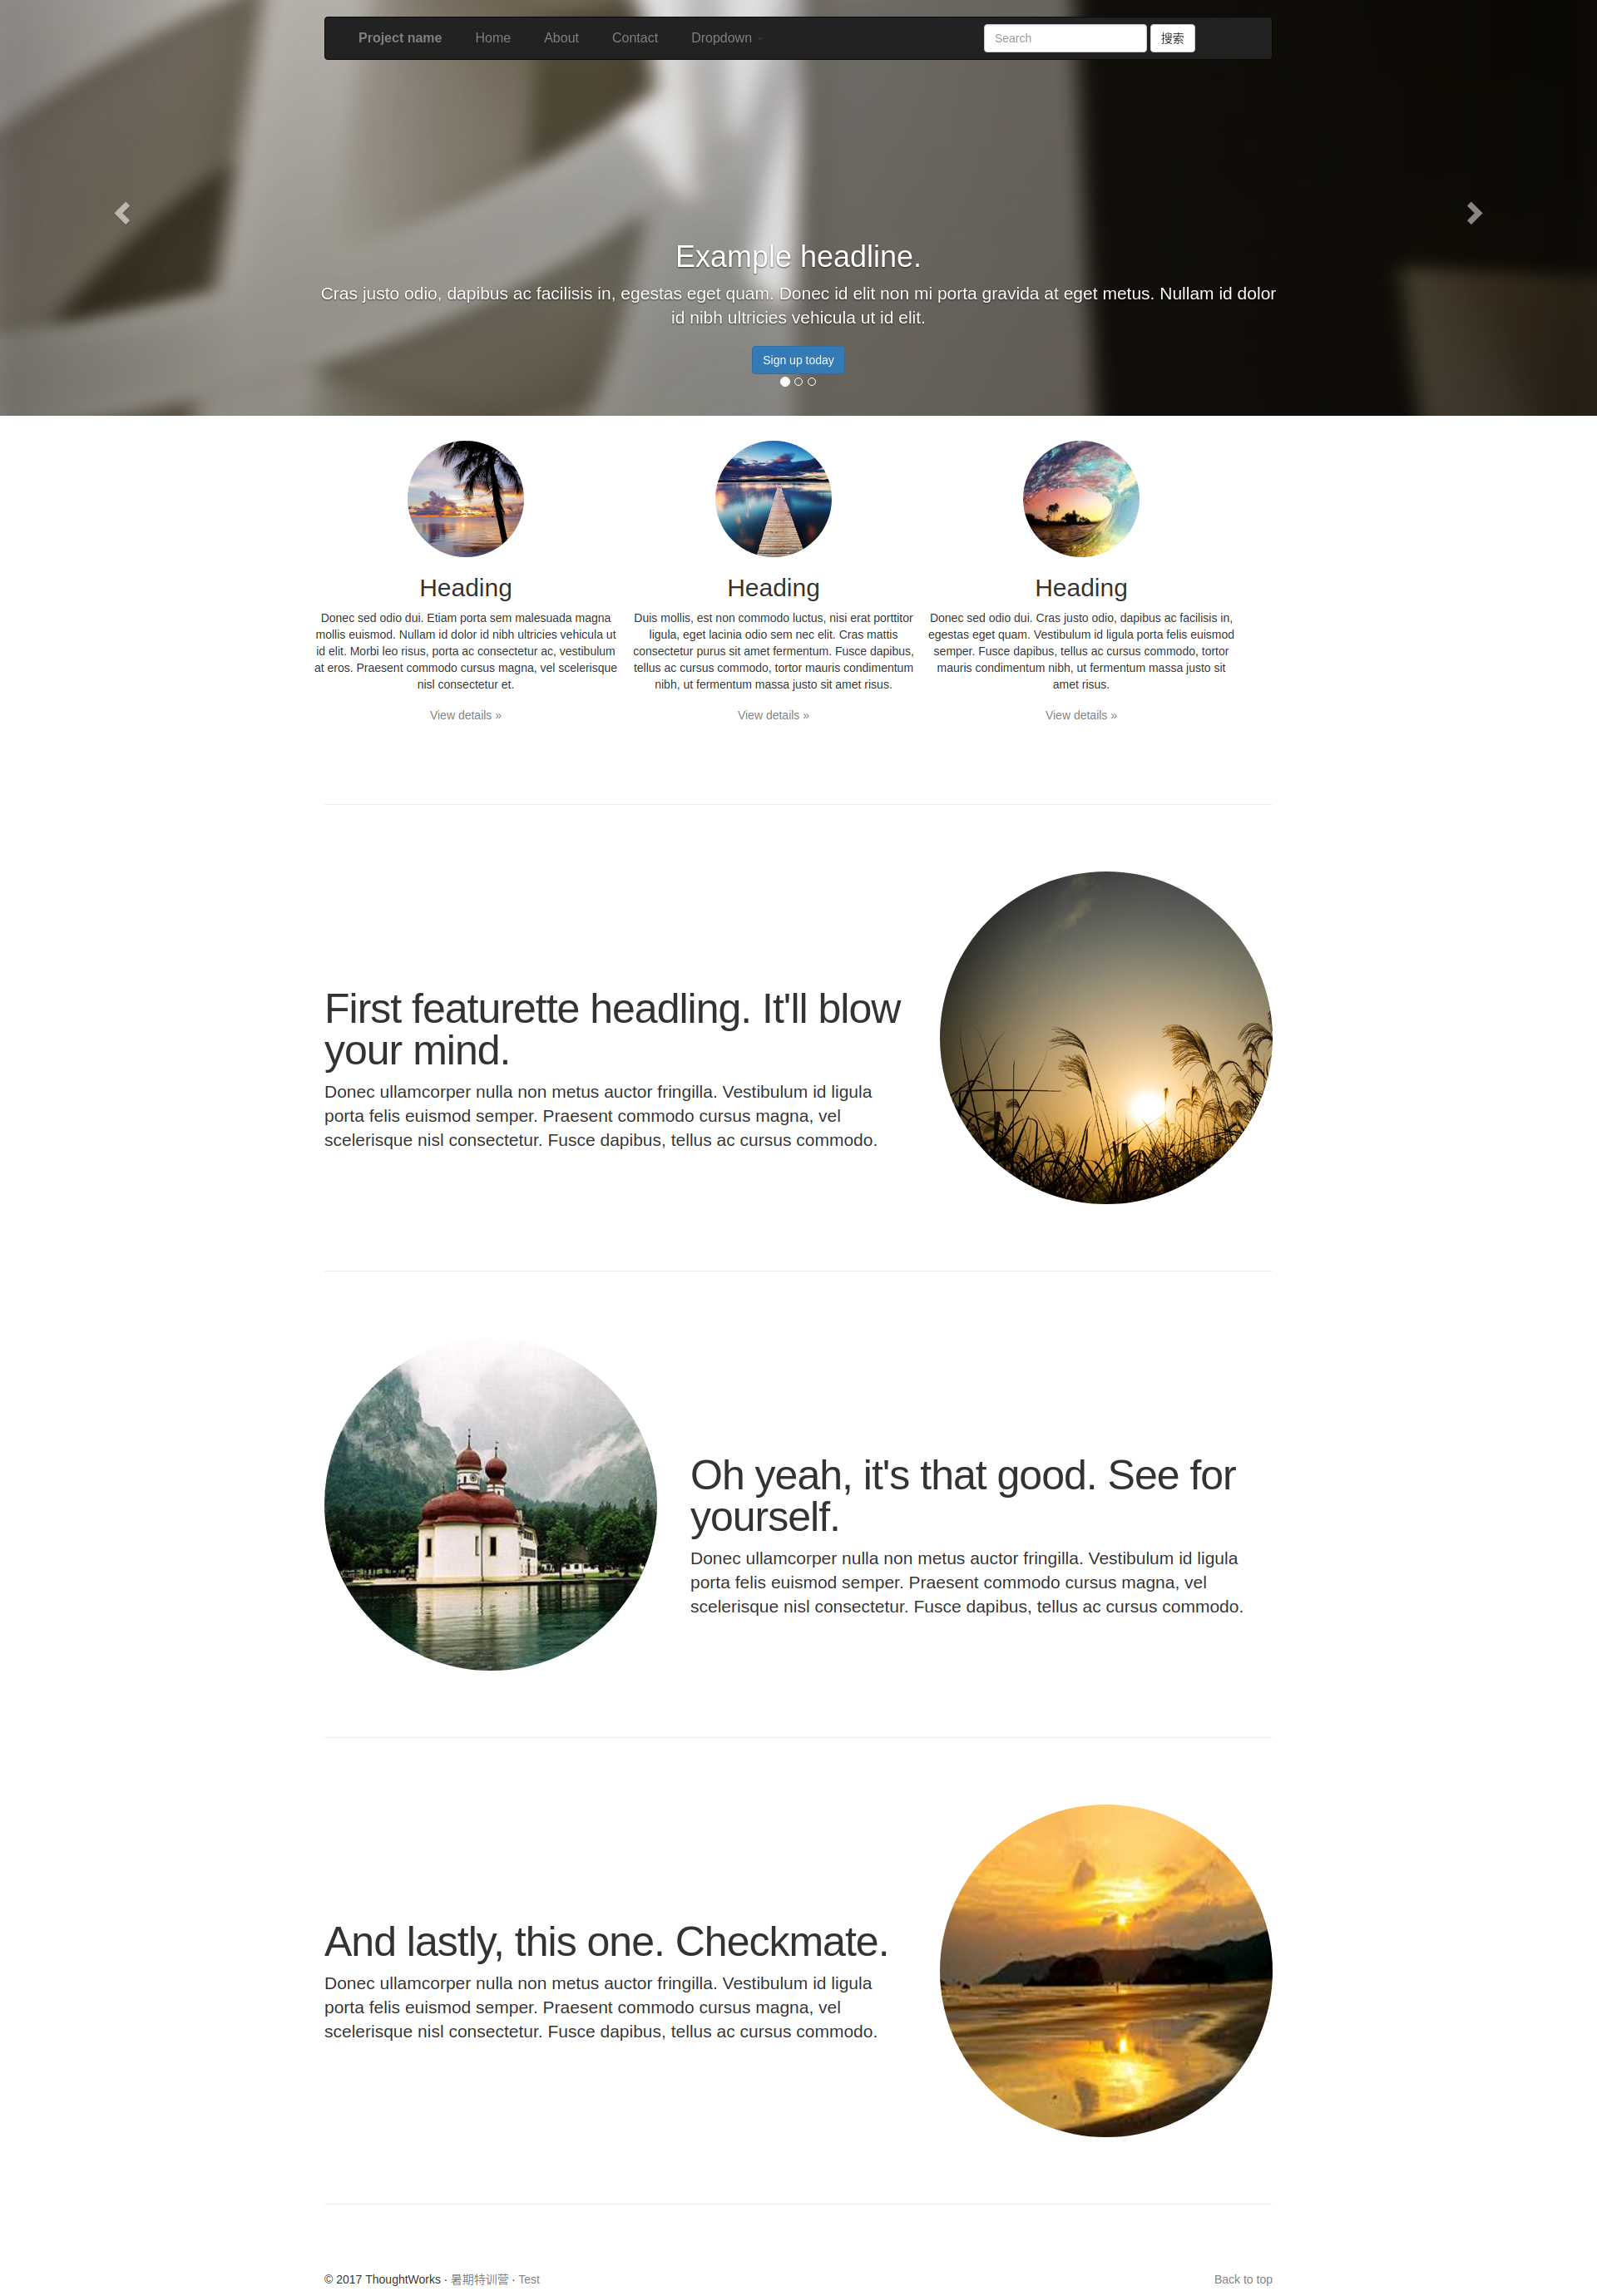 Project name Home About Contact Dropdown Search 搜索
Example headline.
Cras justo odio, dapibus ac facilisis in, egestas eget quam. Donec id elit non mi porta gravida at eget metus. Nullam id dolor
id nibh ultricies vehicula ut id elit.
Sign up today
Heading
Donec sed odio dui. Etiam porta sem malesuada magna
mollis euismod. Nullam id dolor id nibh ultricies vehicula ut
id elit. Morbi leo risus, porta ac consectetur ac, vestibulum
at eros. Praesent commodo cursus magna, vel scelerisque
nisl consectetur et.
View details »
Heading
Duis mollis, est non commodo luctus, nisi erat porttitor
ligula, eget lacinia odio sem nec elit. Cras mattis
consectetur purus sit amet fermentum. Fusce dapibus,
tellus ac cursus commodo, tortor mauris condimentum
nibh, ut fermentum massa justo sit amet risus.
View details »
Heading
Donec sed odio dui. Cras justo odio, dapibus ac facilisis in,
egestas eget quam. Vestibulum id ligula porta felis euismod
semper. Fusce dapibus, tellus ac cursus commodo, tortor
mauris condimentum nibh, ut fermentum massa justo sit
amet risus.
View details »
First featurette heading. It'll blow
your mind.
Donec ullamcorper nulla non metus auctor fringilla. Vestibulum id ligula
porta felis euismod semper. Praesent commodo cursus magna, vel
scelerisque nisl consectetur. Fusce dapibus, tellus ac cursus commodo.
Oh yeah, it's that good. See for
yourself.
Donec ullamcorper nulla non metus auctor fringilla. Vestibulum id ligula
porta felis euismod semper. Praesent commodo cursus magna, vel
scelerisque nisl consectetur. Fusce dapibus, tellus ac cursus commodo.
And lastly, this one. Checkmate.
Donec ullamcorper nulla non metus auctor fringilla. Vestibulum id ligula
porta felis euismod semper. Praesent commodo cursus magna, vel
scelerisque nisl consectetur. Fusce dapibus, tellus ac cursus commodo.
© 2017 ThoughtWorks · 暑期特训营 · Test Back to top